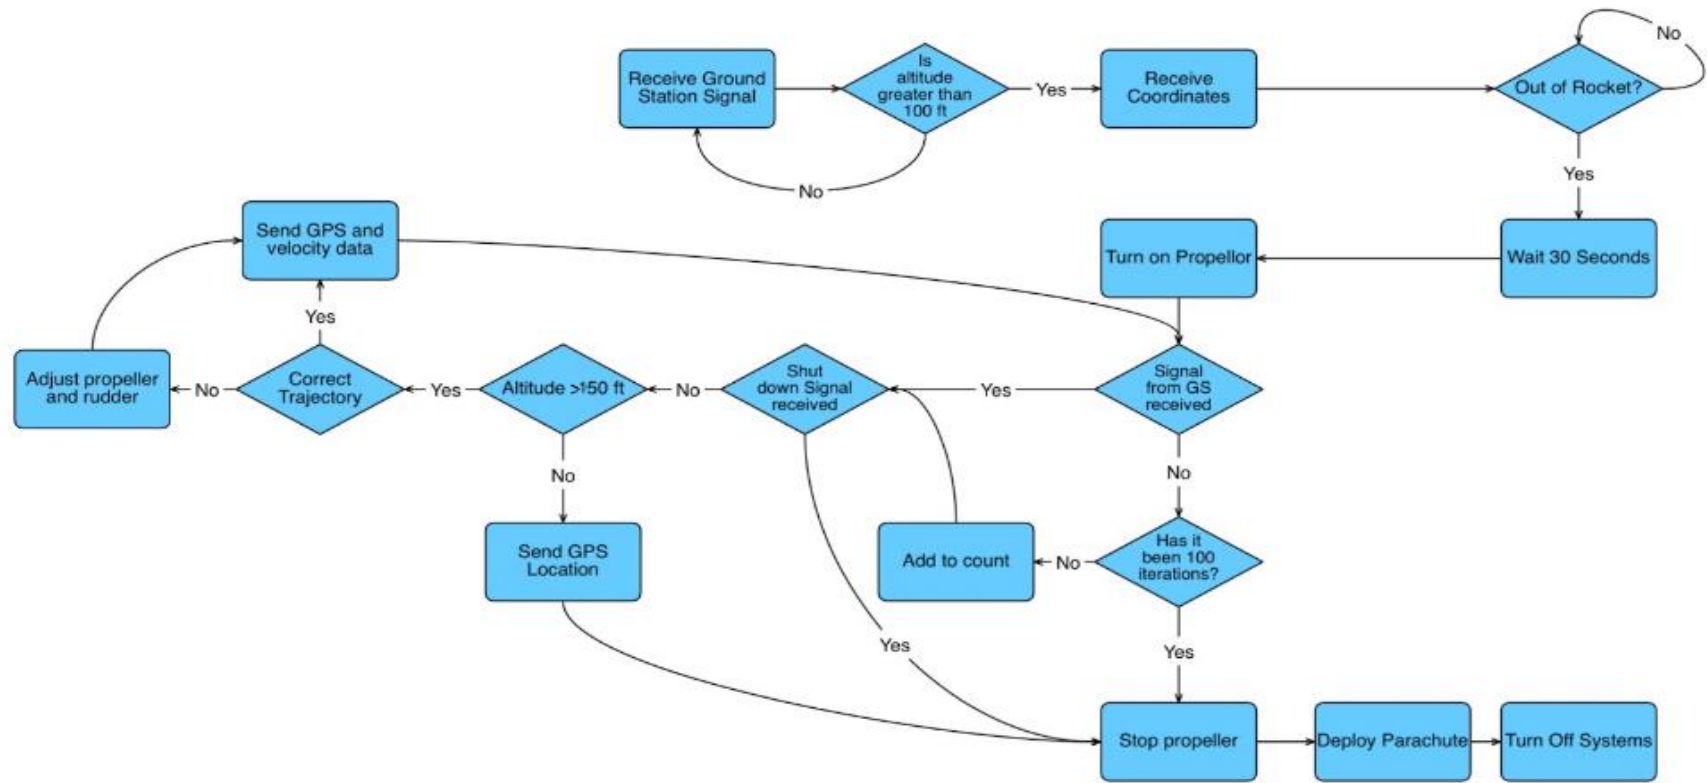 Receive Ground
Station Signal
Is
altitude
greater than
100 ft
Yes
Receive
Coordinates
Out of Rocket?
No
No
Yes
Send GPS and
velocity data
Turn on Propellor
Wait 30 Seconds
Yes
Adjust propeller
and rudder
No
Correct
Trajectory
Yes
Altitude >150 ft
No
Shut
down Signal
received
Yes
Signal
from GS
received
No
No
Send GPS
Location
Add to count
No
Has it
been 100
iterations?
Yes
Yes
Stop propeller
Deploy Parachute
Turn Off Systems